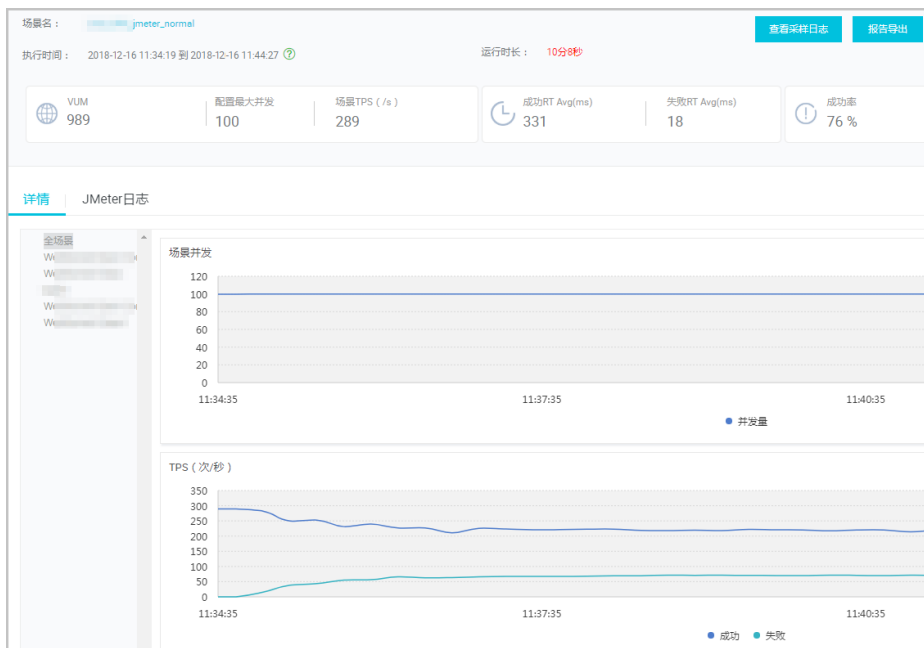 场景名： _jmeter_normal
查看采样日志 报告导出
执行时间： 2018-12-16 11:34:19 到 2018-12-16 11:44:27 ? 运行时长： 10分8秒
VUM 配置最大并发 场景TPS（/s） 成功RT Avg(ms) 失败RT Avg(ms) 成功率
989 100 289 331 18 76 %
详情 JMeter日志
全场景
场景并发
120
100
80
60
40
20
0
11:34:35 11:37:35 11:40:35
并发量
TPS（次/秒）
350
300
250
200
150
100
50
0
11:34:35 11:37:35 11:40:35
成功 失败